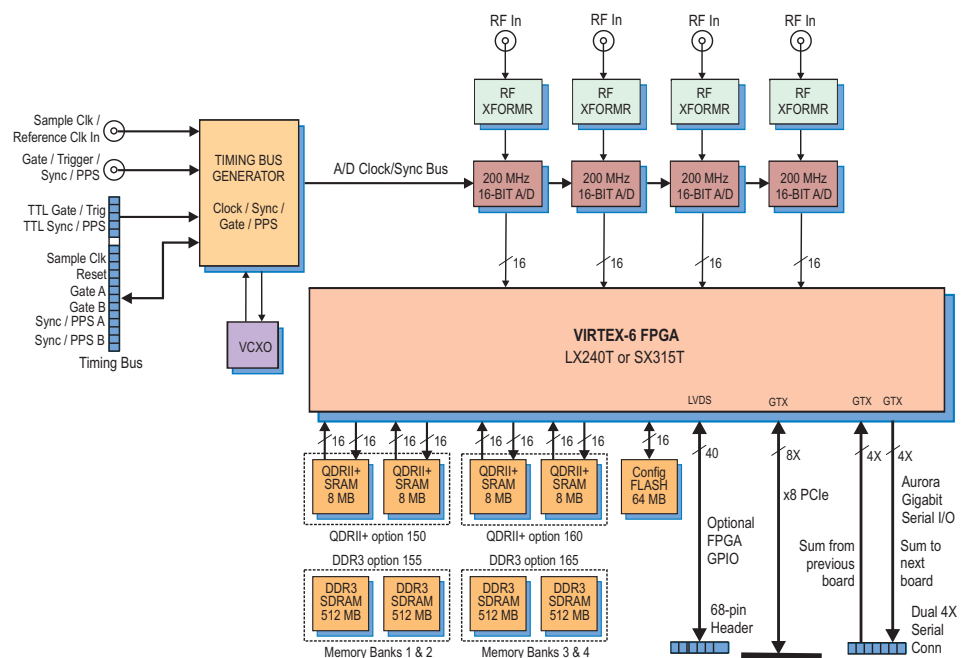 RF In
RF In
RF In
RF In
RF
XFORMR
RF
XFORMR
RF
XFORMR
RF
XFORMR
Sample Clk /
Reference Clk In
Gate / Trigger /
Sync / PPS
TTL Gate / Trig
TTL Sync / PPS
Sample Clk
Reset
Gate A
Gate B
Sync / PPS A
Sync / PPS B
Timing Bus
TIMING BUS
GENERATOR
Clock / Sync /
Gate / PPS
VCXO
A/D Clock/Sync Bus
200 MHz
16-BIT A/D
200 MHz
16-BIT A/D
200 MHz
16-BIT A/D
200 MHz
16-BIT A/D
16
16
16
16
VIRTEX-6 FPGA
LX240T or SX315T
LVDS
GTX
GTX
GTX
16
16
16
16
16
16
16
16
16
40
8X
4X
4X
QDRII+
SRAM
8 MB
QDRII+
SRAM
8 MB
QDRII+
SRAM
8 MB
QDRII+
SRAM
8 MB
Config
FLASH
64 MB
QDRII+ option 150
QDRII+ option 160
DDR3 option 155
DDR3 option 165
DDR3
SDRAM
512 MB
DDR3
SDRAM
512 MB
DDR3
SDRAM
512 MB
DDR3
SDRAM
512 MB
Memory Banks 1 & 2
Memory Banks 3 & 4
Optional
FPGA
GPIO
68-pin
Header
x8 PCIe
Sum from
previous
board
Aurora
Gigabit
Serial I/O
Sum to
next
board
Dual 4X
Serial
Conn